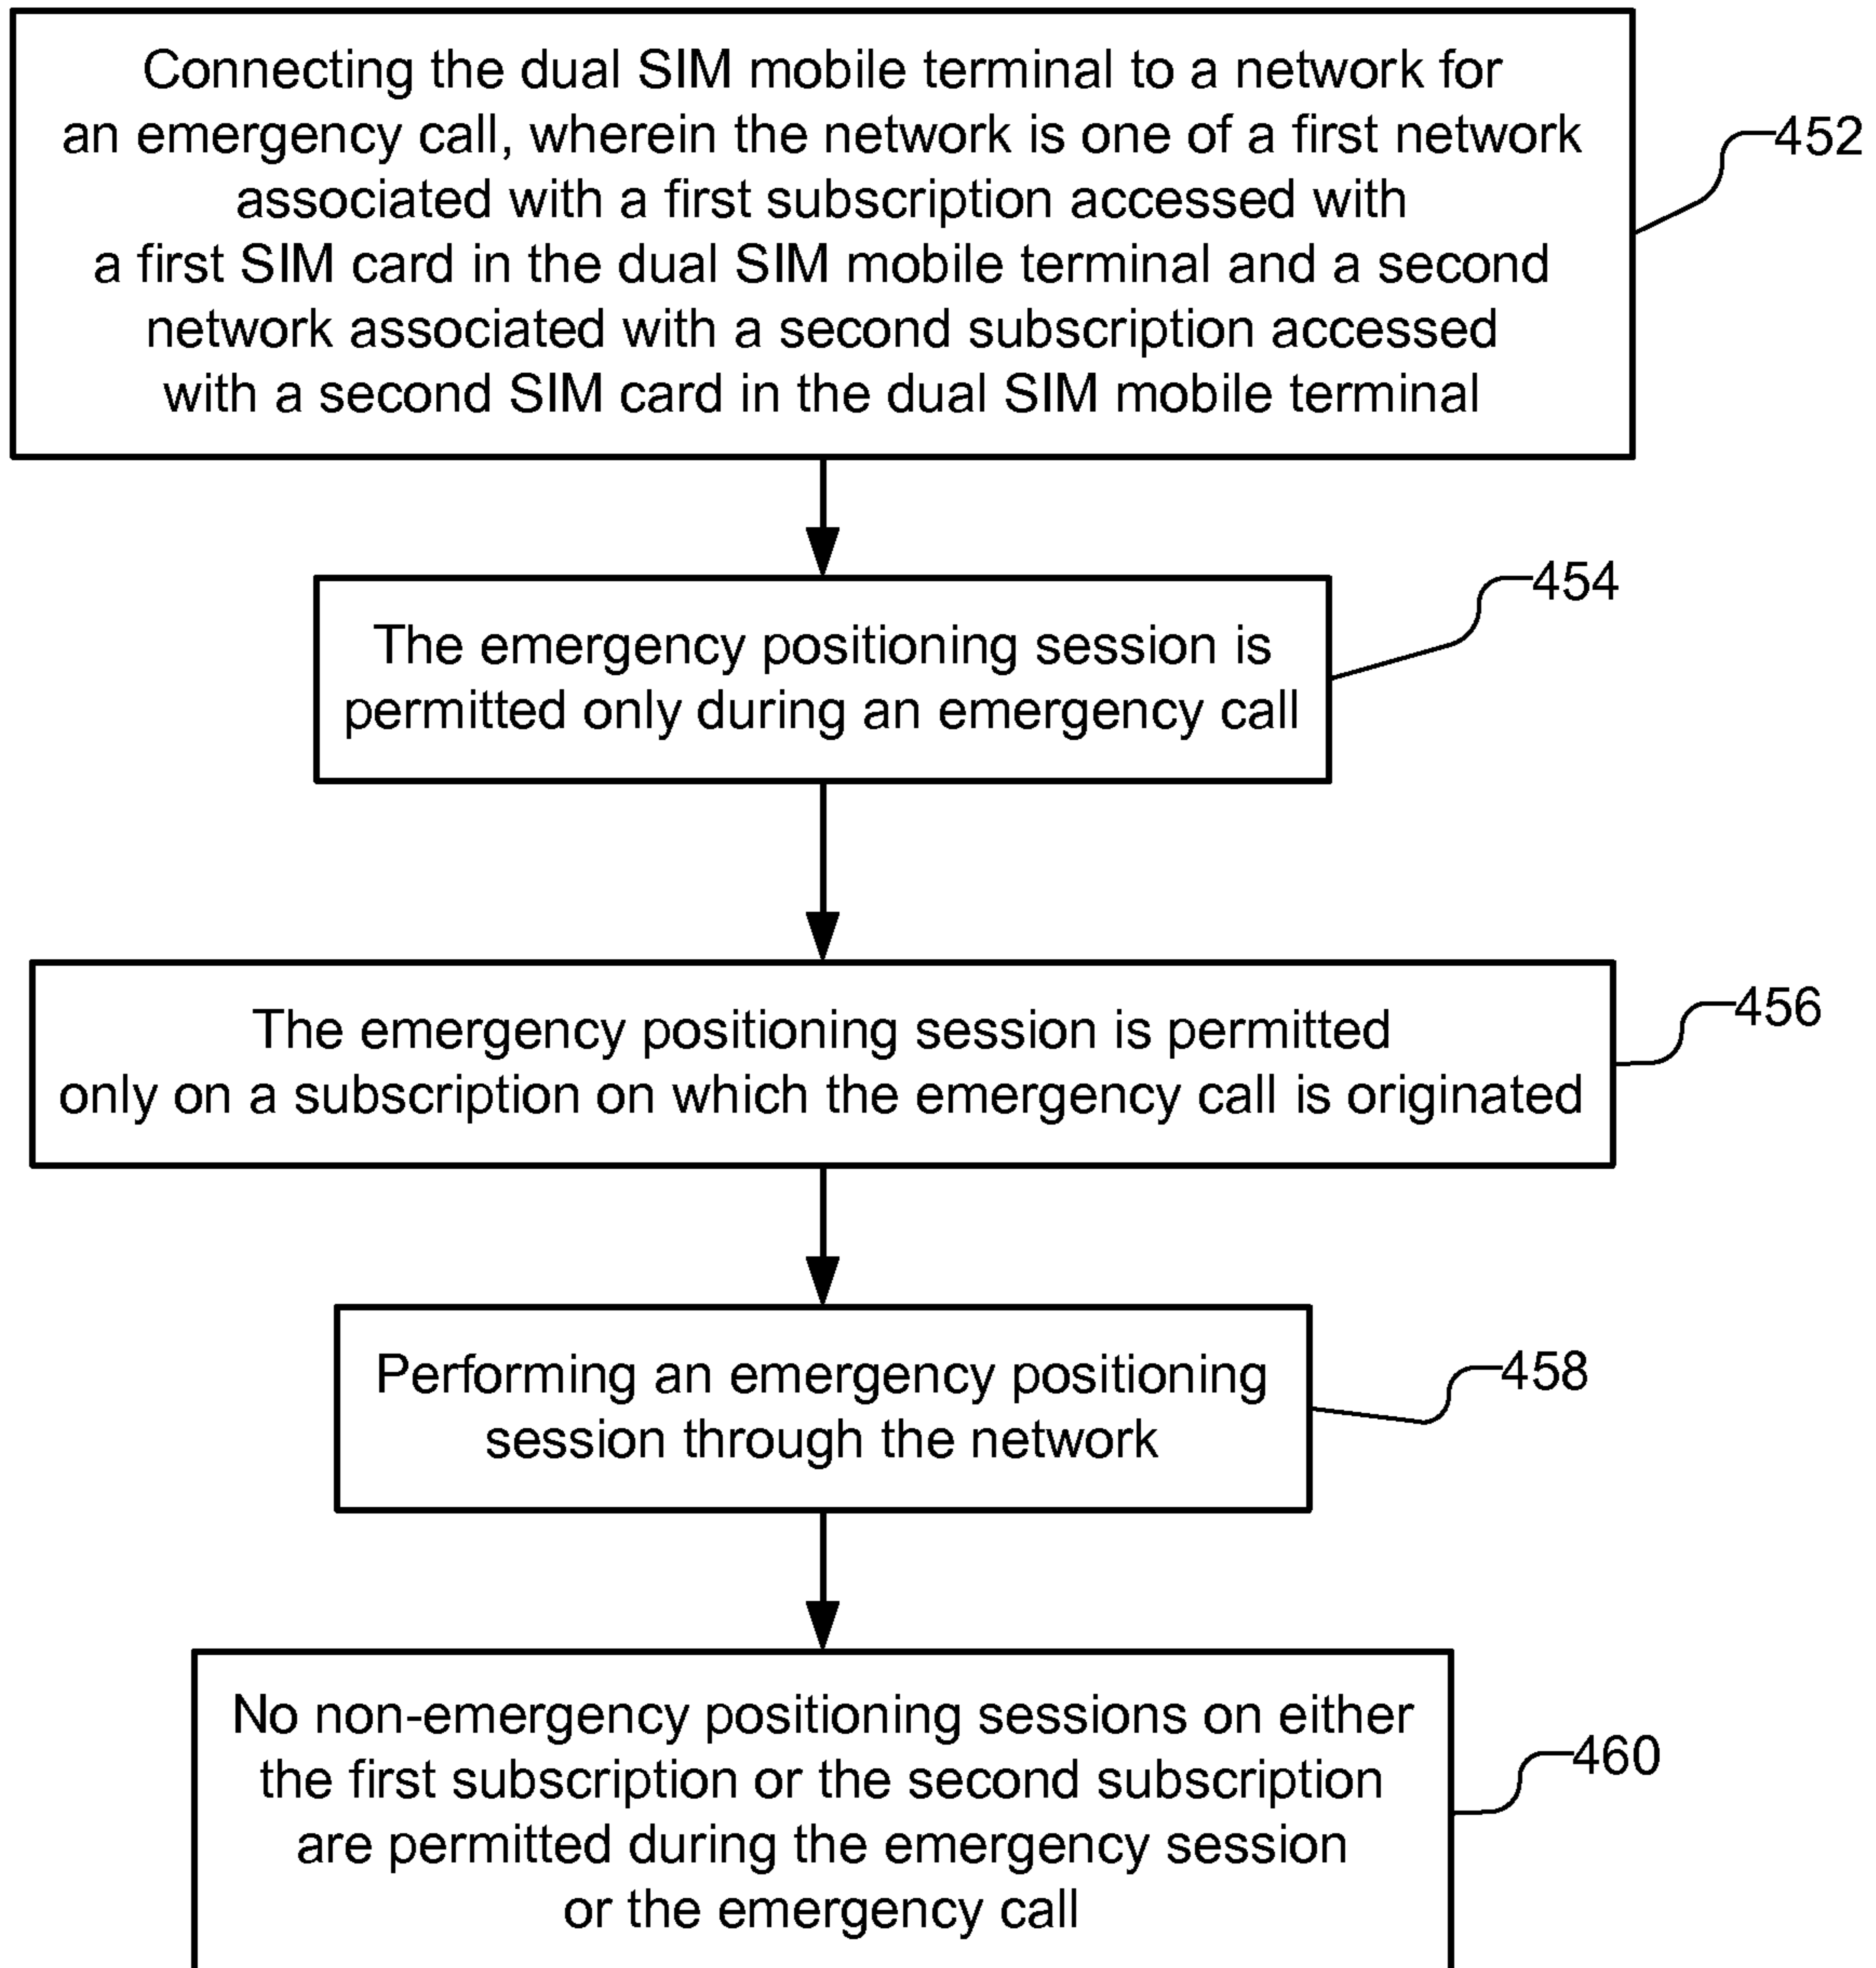 Connecting the dual SIM mobile terminal to a network for
an emergency call, wherein the network is one of a first network
associated with a first subscription accessed with
a first SIM card in the dual SIM mobile terminal and a second
network associated with a second subscription accessed
with a second SIM card in the dual SIM mobile terminal
452
The emergency positioning session is
permitted only during an emergency call
454
The emergency positioning session is permitted
only on a subscription on which the emergency call is originated
456
Performing an emergency positioning
session through the network
458
No non-emergency positioning sessions on either
the first subscription or the second subscription
are permitted during the emergency session
or the emergency call
460